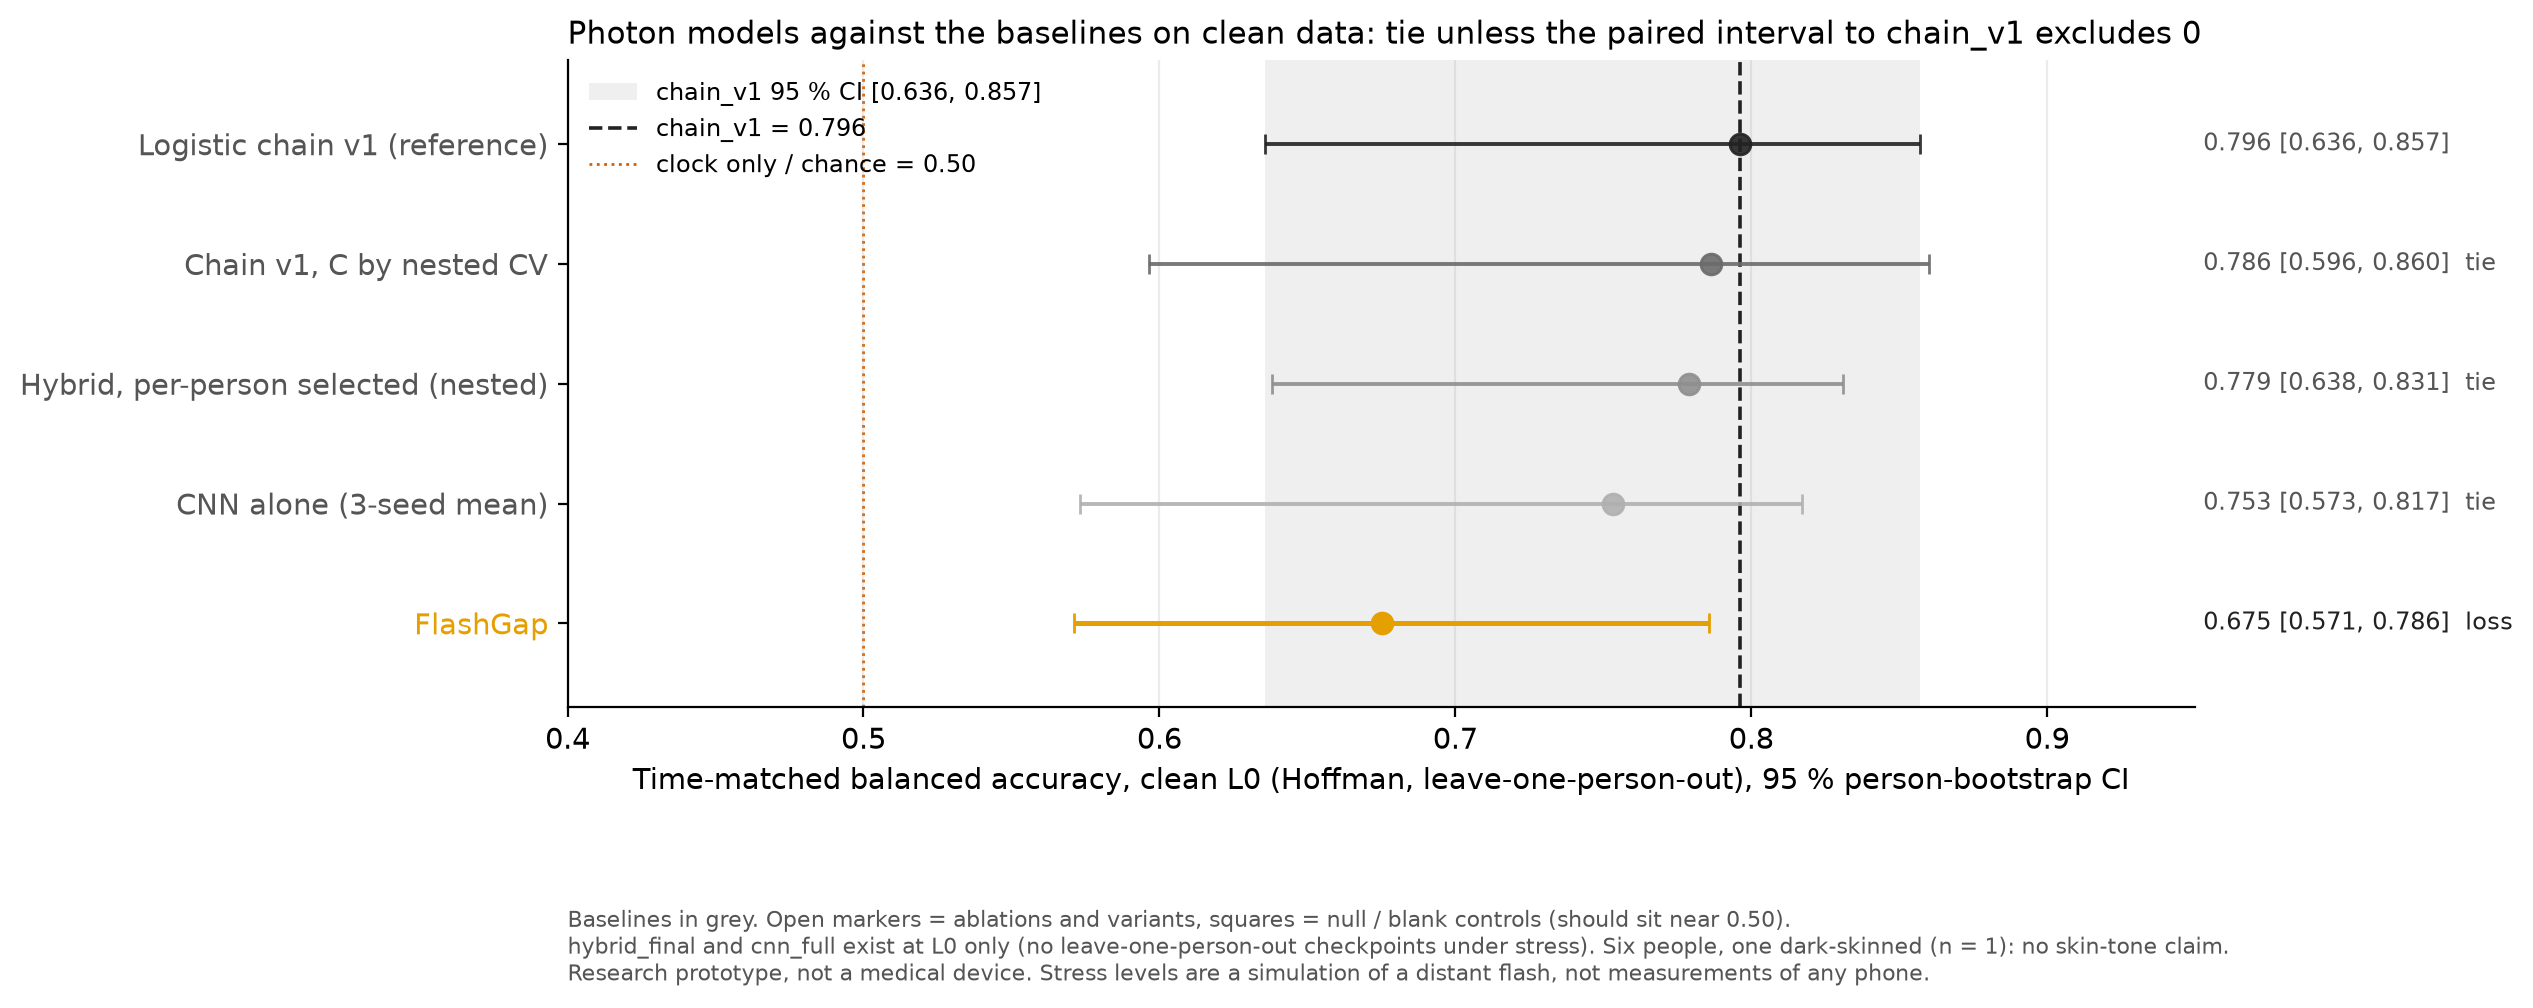 Photon models against the baselines on clean data: tie unless the paired interval to chain_v1 excludes 0
chain_v1 95 % CI [0.636, 0.857]
chain_v1 = 0.796
clock only / chance = 0.50
Logistic chain v1 (reference)
0.796 [0.636, 0.857]
Chain v1, C by nested CV
0.786 [0.596, 0.860] tie
Hybrid, per-person selected (nested)
0.779 [0.638, 0.831] tie
CNN alone (3-seed mean)
0.753 [0.573, 0.817] tie
FlashGap
0.675 [0.571, 0.786] loss
0.4 0.5 0.6 0.7 0.8 0.9
Time-matched balanced accuracy, clean L0 (Hoffman, leave-one-person-out), 95 % person-bootstrap CI
Baselines in grey. Open markers = ablations and variants, squares = null / blank controls (should sit near 0.50).
hybrid_final and cnn_full exist at L0 only (no leave-one-person-out checkpoints under stress). Six people, one dark-skinned (n = 1): no skin-tone claim.
Research prototype, not a medical device. Stress levels are a simulation of a distant flash, not measurements of any phone.